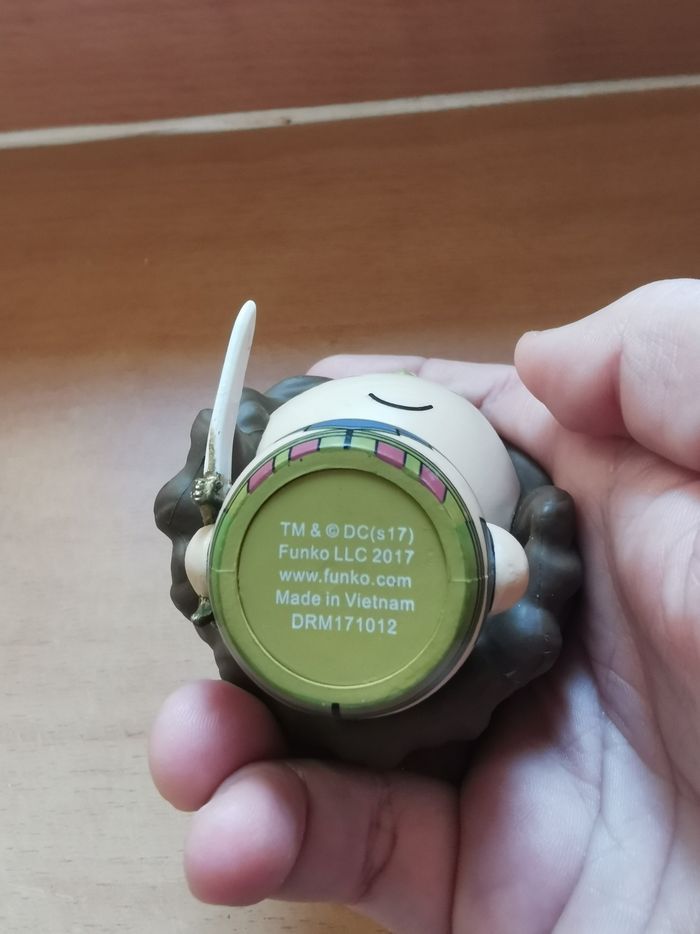 TM & © DC(s17)
Funko LLC 2017
www.funko.com
Made in Vietnam
DRM171012